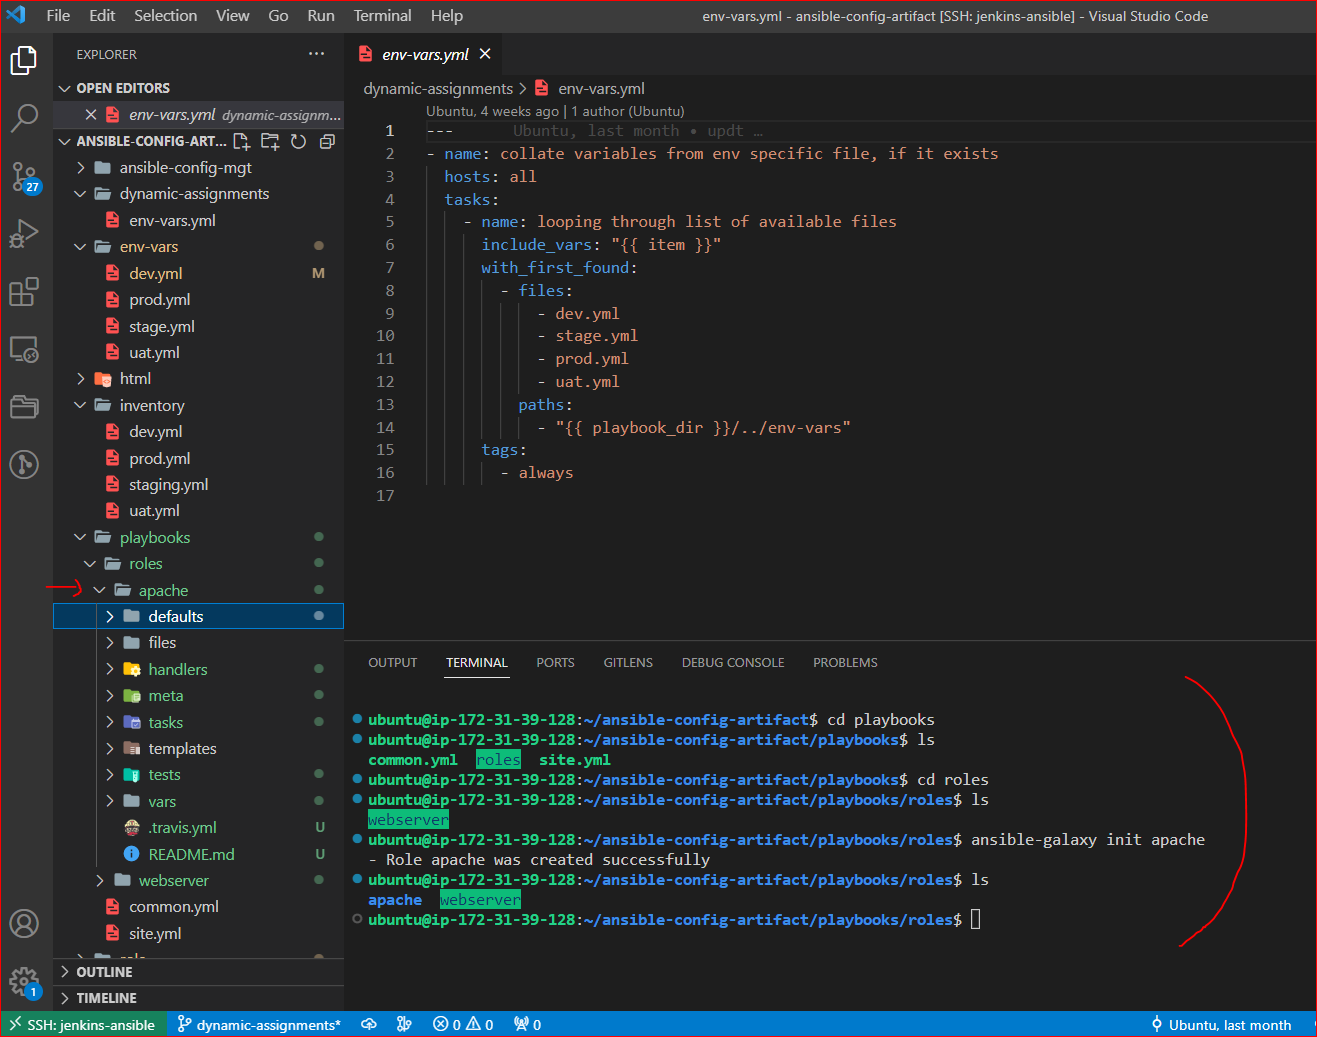 File Edit Selection View Go Run Terminal Help
env-vars.yml - ansible-config-artifact [SSH: jenkins-ansible] - Visual Studio Code
EXPLORER ···
OPEN EDITORS
env-vars.yml dynamic-assignm...
ANSIBLE-CONFIG-ART...
ansible-config-mgt
dynamic-assignments
env-vars.yml
env-vars
dev.yml M
prod.yml
stage.yml
uat.yml
html
inventory
dev.yml
prod.yml
staging.yml
uat.yml
playbooks
roles
apache
defaults
files
handlers
meta
tasks
templates
tests
vars
.travis.yml U
README.md U
webserver
common.yml
site.yml
OUTLINE
TIMELINE
27
1
env-vars.yml
dynamic-assignments > env-vars.yml
Ubuntu, 4 weeks ago | 1 author (Ubuntu)
1 --- Ubuntu, last month • updt …
2 - name: collate variables from env specific file, if it exists
3 hosts: all
4 tasks:
5 - name: looping through list of available files
6 include_vars: "{{ item }}"
7 with_first_found:
8 - files:
9 - dev.yml
10 - stage.yml
11 - prod.yml
12 - uat.yml
13 paths:
14 - "{{ playbook_dir }}/../env-vars"
15 tags:
16 - always
17
OUTPUT TERMINAL PORTS GITLENS DEBUG CONSOLE PROBLEMS
ubuntu@ip-172-31-39-128:~/ansible-config-artifact$ cd playbooks
ubuntu@ip-172-31-39-128:~/ansible-config-artifact/playbooks$ ls
common.yml roles site.yml
ubuntu@ip-172-31-39-128:~/ansible-config-artifact/playbooks$ cd roles
ubuntu@ip-172-31-39-128:~/ansible-config-artifact/playbooks/roles$ ls
webserver
ubuntu@ip-172-31-39-128:~/ansible-config-artifact/playbooks/roles$ ansible-galaxy init apache
- Role apache was created successfully
ubuntu@ip-172-31-39-128:~/ansible-config-artifact/playbooks/roles$ ls
apache webserver
ubuntu@ip-172-31-39-128:~/ansible-config-artifact/playbooks/roles$
SSH: jenkins-ansible dynamic-assignments* 0 0 0 Ubuntu, last month